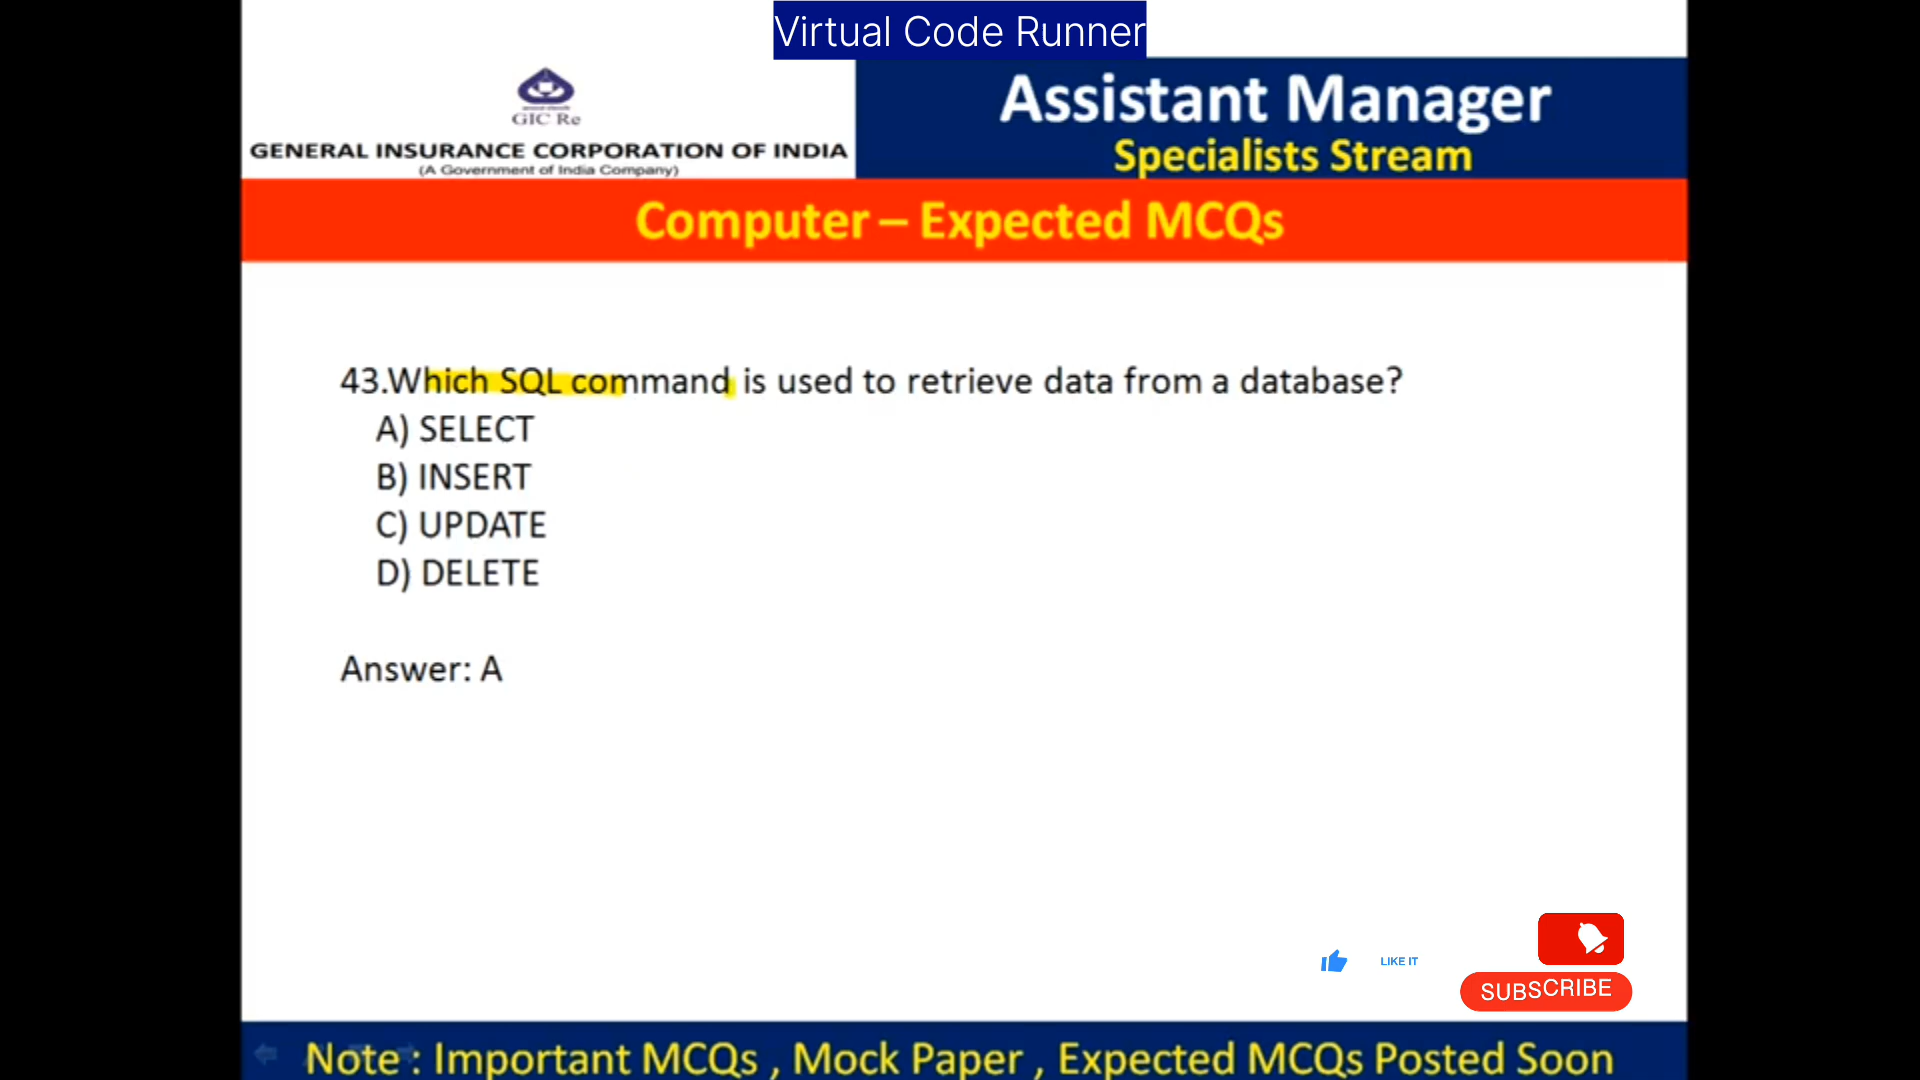 Virtual Code Runner
GIC Re
GENERAL INSURANCE CORPORATION OF INDIA
(A Government of India Company)
Assistant Manager
Specialists Stream
Computer – Expected MCQs
43.Which SQL command is used to retrieve data from a database?
A) SELECT
B) INSERT
C) UPDATE
D) DELETE
Answer: A
LIKE IT
SUBSCRIBE
Note : Important MCQs , Mock Paper , Expected MCQs Posted Soon